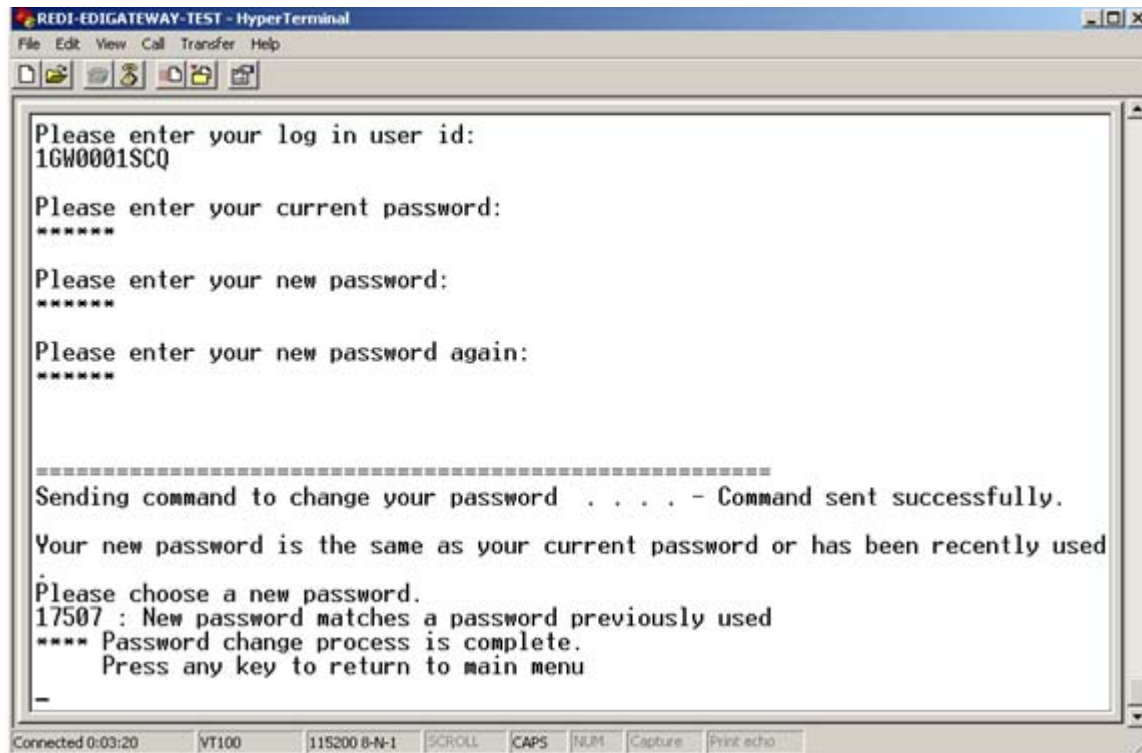 REDI-EDIGATEWAY-TEST - HyperTerminal
File Edit View Call Transfer Help
Please enter your log in user id:
1GW0001SCQ
Please enter your current password:
******
Please enter your new password:
******
Please enter your new password again:
******
=======================================================
Sending command to change your password . . . . - Command sent successfully.
Your new password is the same as your current password or has been recently used
.
Please choose a new password.
17507 : New password matches a password previously used
**** Password change process is complete.
Press any key to return to main menu
_
Connected 0:03:20 VT100 115200 8-N-1 SCROLL CAPS NUM Capture Print echo